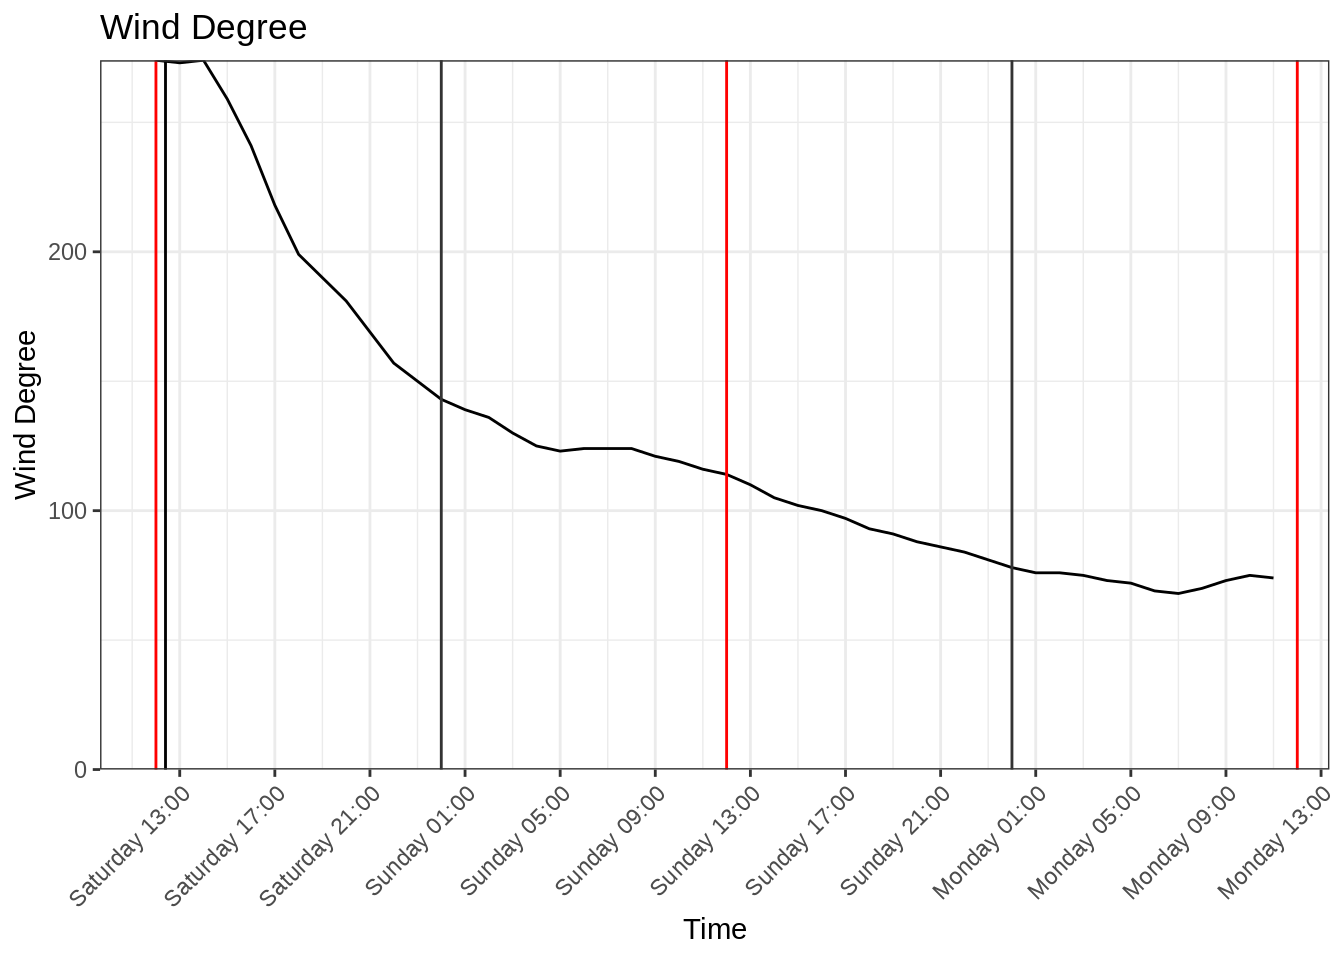 Wind Degree
Wind Degree
200
100
0
Saturday 13:00
Saturday 17:00
Saturday 21:00
Sunday 01:00
Sunday 05:00
Sunday 09:00
Sunday 13:00
Sunday 17:00
Sunday 21:00
Monday 01:00
Monday 05:00
Monday 09:00
Monday 13:00
Time